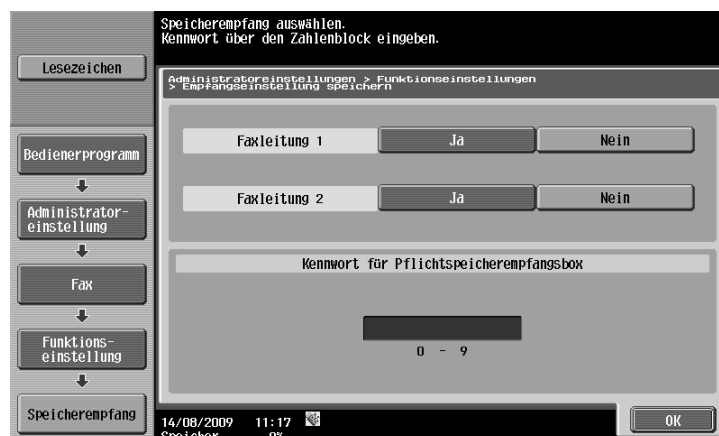 Speicherempfang auswählen.
Kennwort über den Zahlenblock eingeben.
Lesezeichen
Administratoreinstellungen > Funktionseinstellungen
> Empfangseinstellung speichern
Faxleitung 1 Ja Nein
Bedienerprogramm
Faxleitung 2 Ja Nein
Administrator-
einstellung
Kennwort für Pflichtspeicherempfangsbox
Fax
0 - 9
Funktions-
einstellung
Speicherempfang
14/08/2009 11:17
Speicher 0%
OK